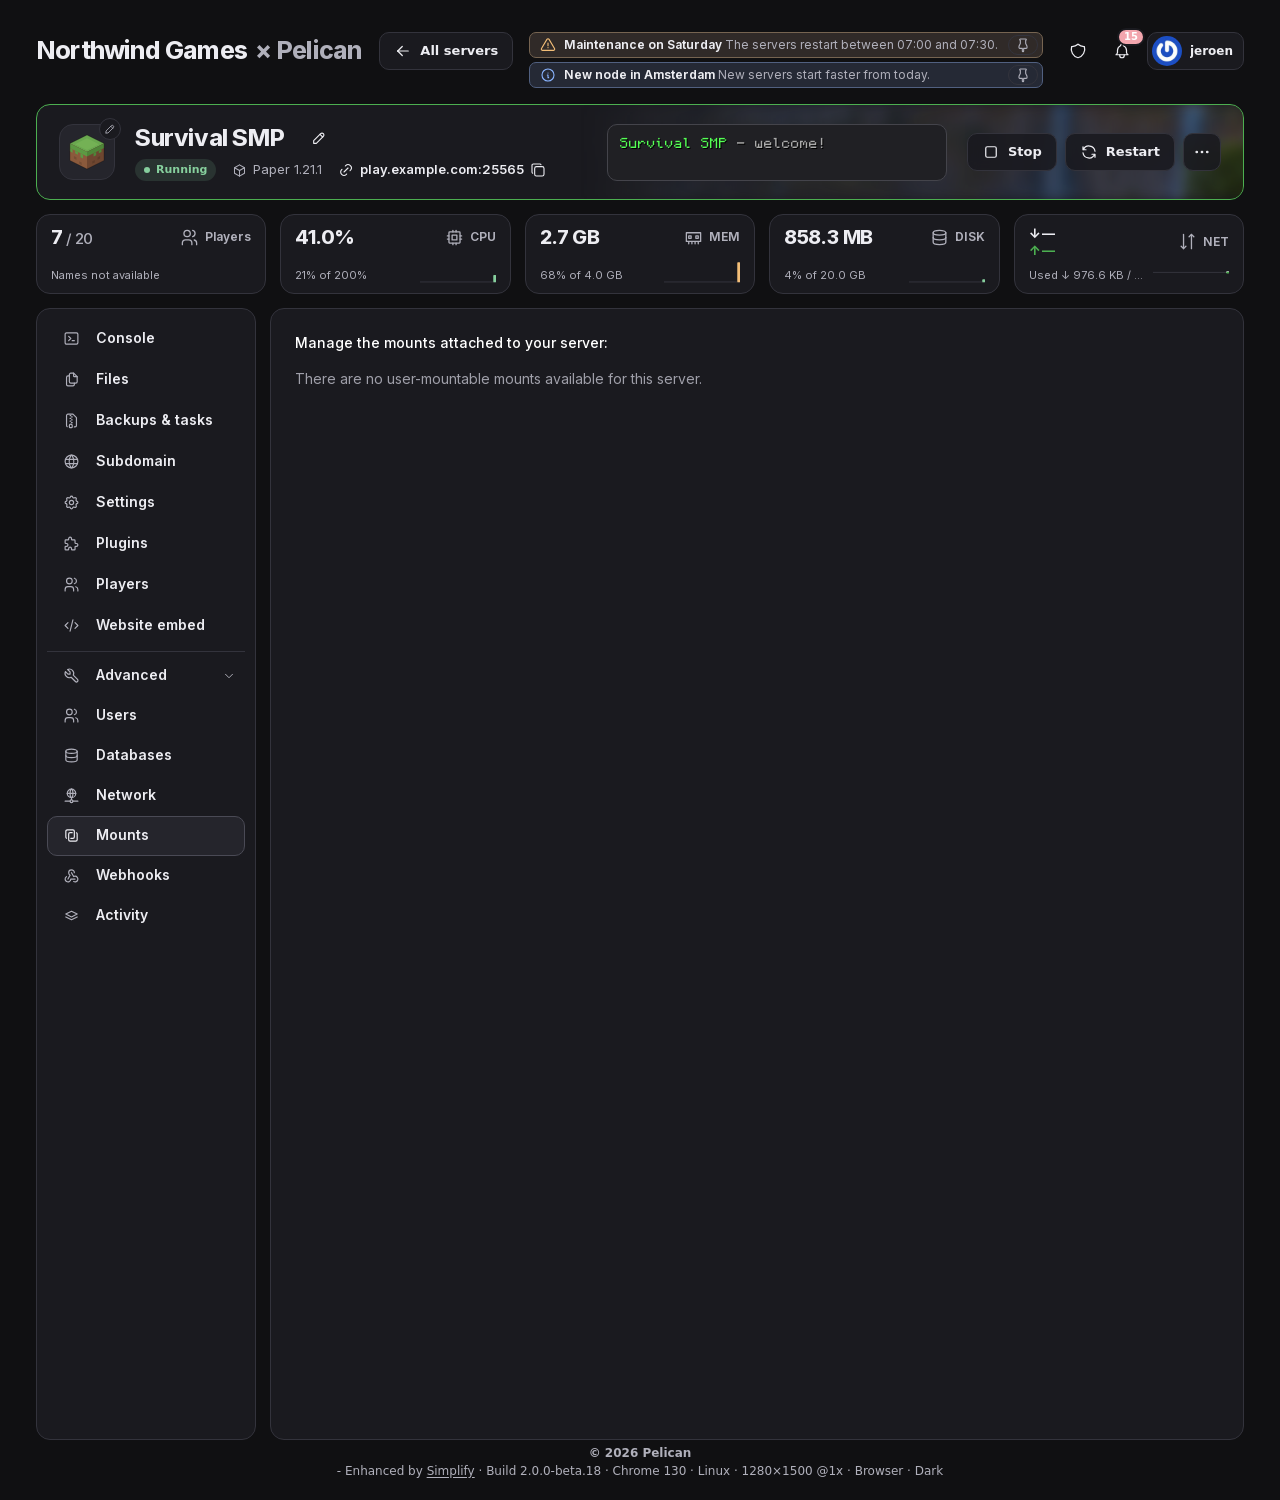 Northwind Games × Pelican
All servers
Maintenance on Saturday The servers restart between 07:00 and 07:30.
New node in Amsterdam New servers start faster from today.
15
jeroen
Survival SMP
Running
Paper 1.21.1
play.example.com:25565
Survival SMP — welcome!
Stop
Restart
7 / 20
Players
Names not available
41.0%
CPU
21% of 200%
2.7 GB
MEM
68% of 4.0 GB
858.3 MB
DISK
4% of 20.0 GB
↓—
↑—
NET
Used ↓ 976.6 KB / ...
Console
Files
Backups & tasks
Subdomain
Settings
Plugins
Players
Website embed
Advanced
Users
Databases
Network
Mounts
Webhooks
Activity
Manage the mounts attached to your server:
There are no user-mountable mounts available for this server.
© 2026 Pelican
- Enhanced by Simplify · Build 2.0.0-beta.18 · Chrome 130 · Linux · 1280×1500 @1x · Browser · Dark